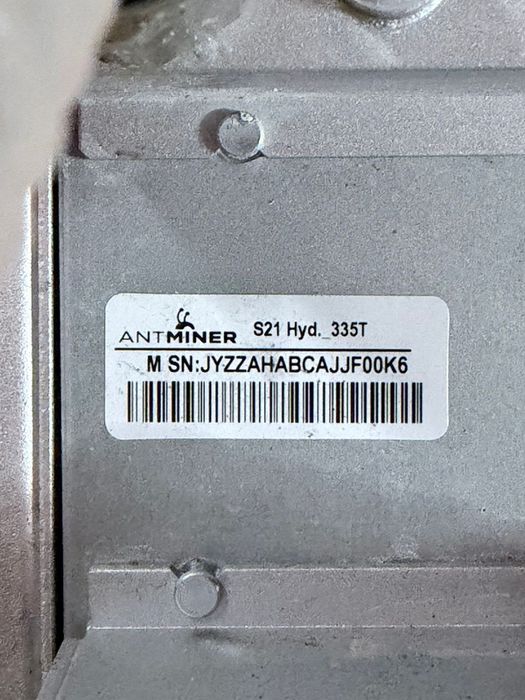 ANTMINER S21 Hyd._335T
M SN:JYZZAHABCAJJF00K6